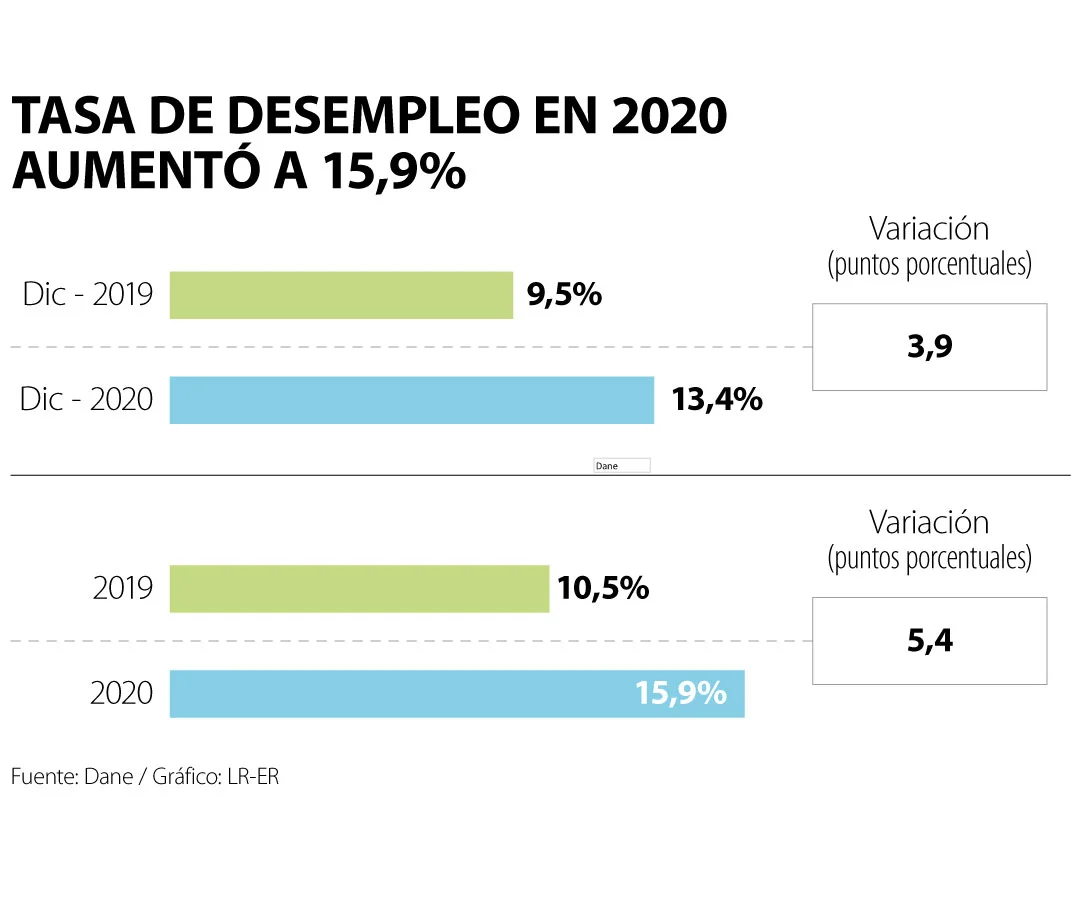 TASA DE DESEMPLEO EN 2020
AUMENTÓ A 15,9%
Variación
(puntos porcentuales)
Dic - 2019 9,5%
3,9
Dic - 2020 13,4%
Dane
Variación
(puntos porcentuales)
2019 10,5%
5,4
2020 15,9%
Fuente: Dane / Gráfico: LR-ER